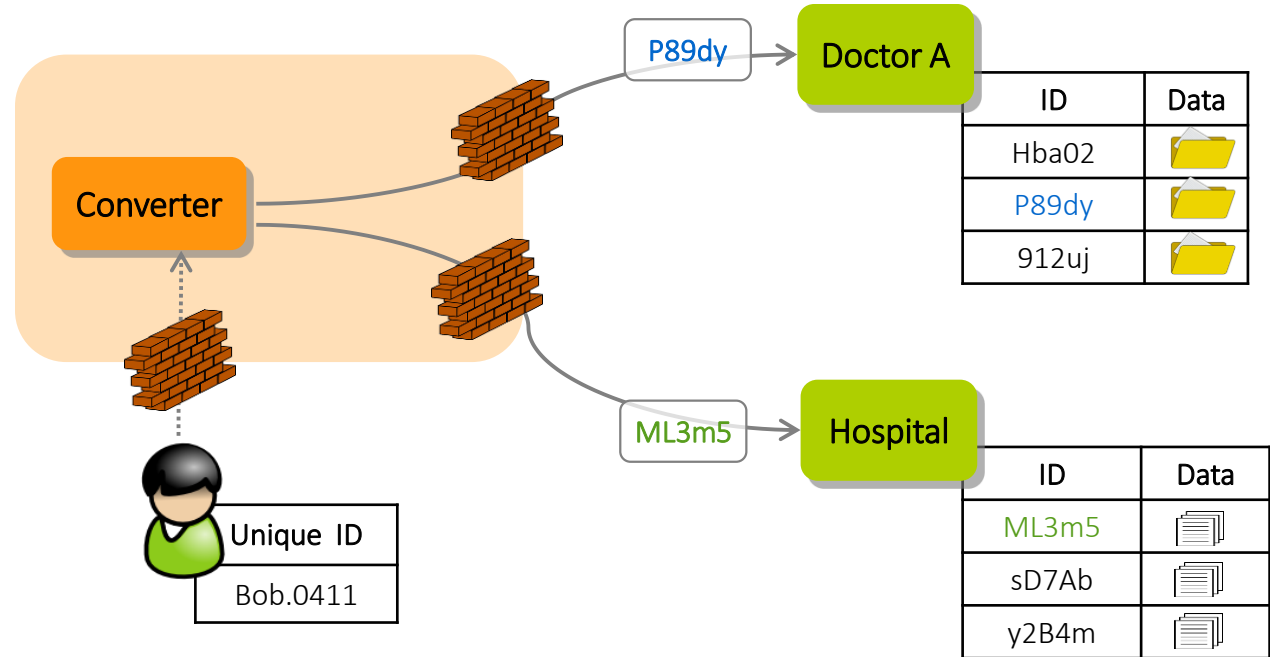 P89dy
Doctor A
ID Data
Hba02
P89dy
912uj
Converter
ML3m5
Hospital
ID Data
ML3m5
sD7Ab
y2B4m
Unique ID
Bob.0411